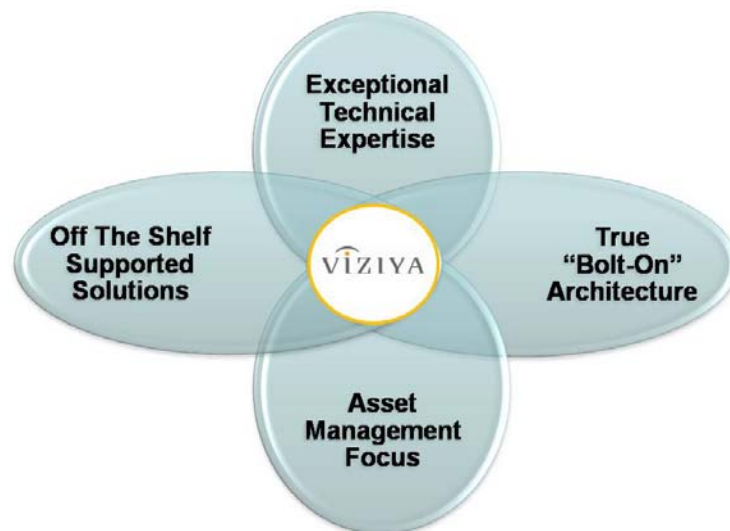 Exceptional
Technical
Expertise
Off The Shelf
Supported
Solutions
VIZIYA
True
“Bolt-On”
Architecture
Asset
Management
Focus